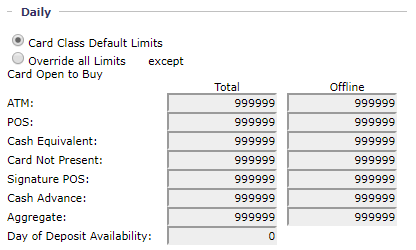 Daily
Card Class Default Limits
Override all Limits except
Card Open to Buy
Total Offline
ATM: 999999 999999
POS: 999999 999999
Cash Equivalent: 999999 999999
Card Not Present: 999999 999999
Signature POS: 999999 999999
Cash Advance: 999999 999999
Aggregate: 999999 999999
Day of Deposit Availability: 0